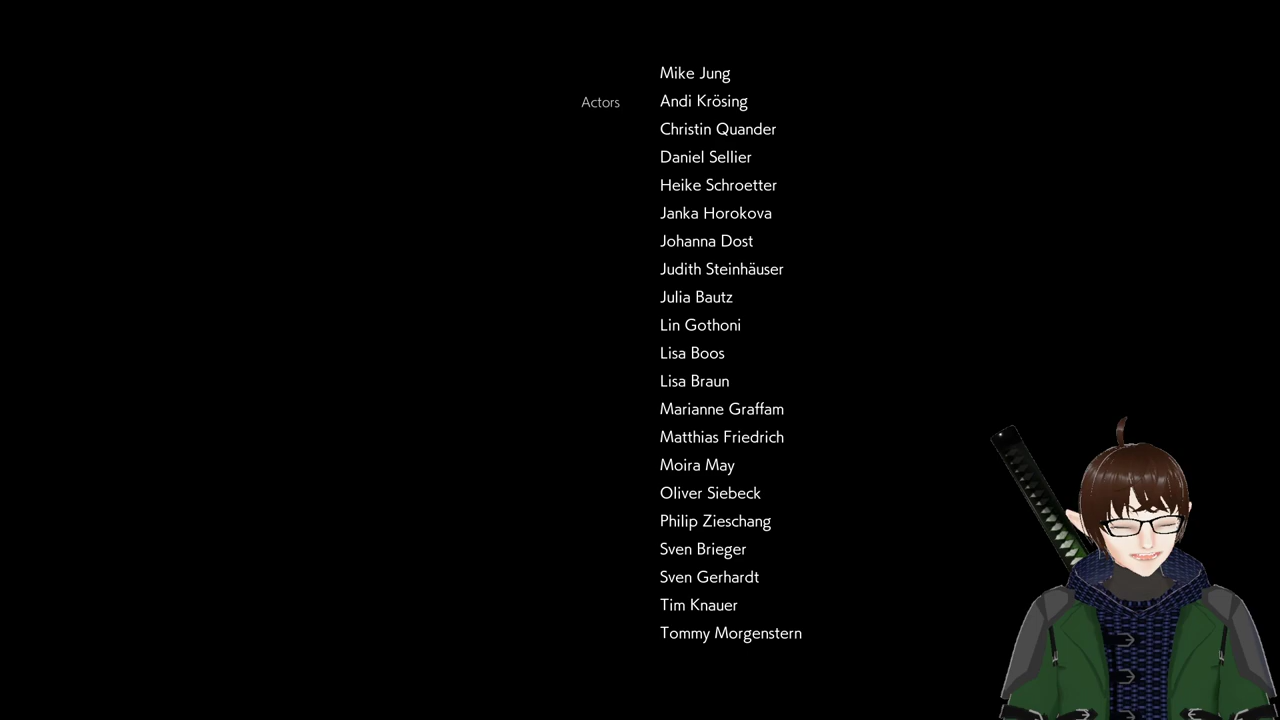 Mike Jung
Actors Andi Krösing
Christin Quander
Daniel Sellier
Heike Schroetter
Janka Horokova
Johanna Dost
Judith Steinhäuser
Julia Bautz
Lin Gothoni
Lisa Boos
Lisa Braun
Marianne Graffam
Matthias Friedrich
Moira May
Oliver Siebeck
Philip Zieschang
Sven Brieger
Sven Gerhardt
Tim Knauer
Tommy Morgenstern